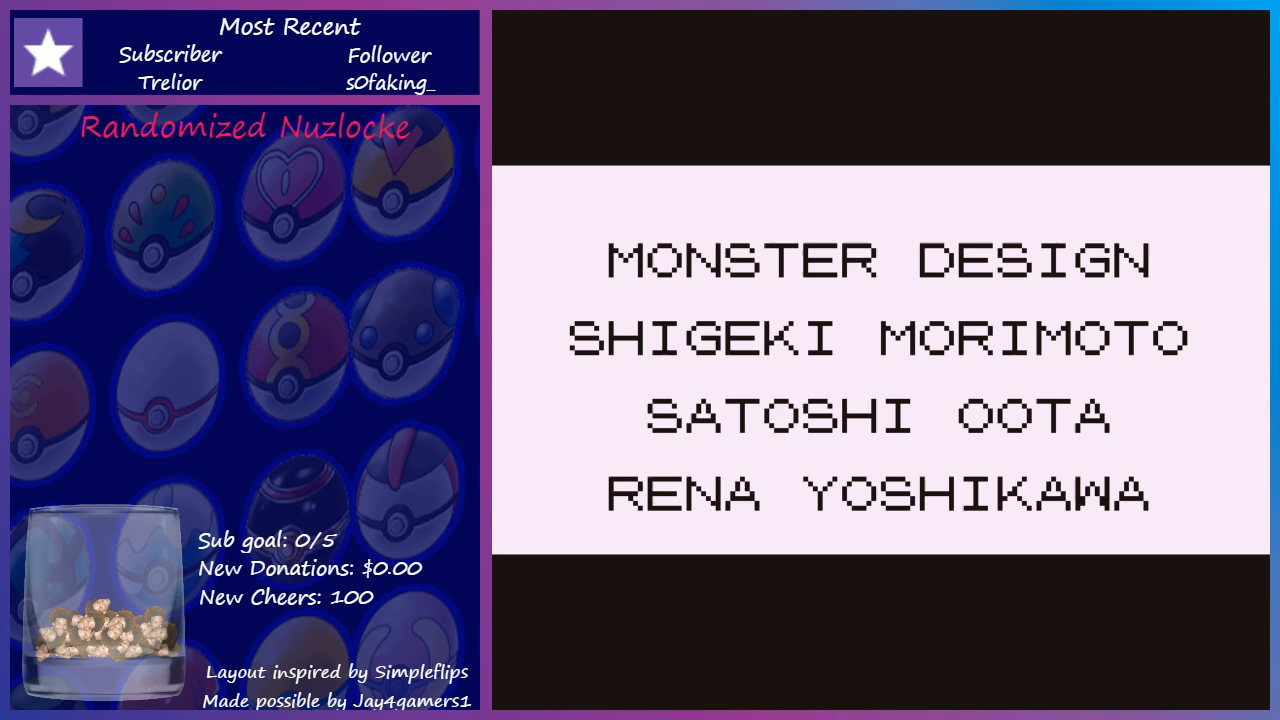 Most Recent
Subscriber
Trelior
Follower
s0faking_
Randomized Nuzlocke
Sub goal: 0/5
New Donations: $0.00
New Cheers: 100
Layout inspired by Simpleflips
Made possible by Jay4gamers1
MONSTER DESIGN
SHIGEKI MORIMOTO
SATOSHI OOTA
RENA YOSHIKAWA